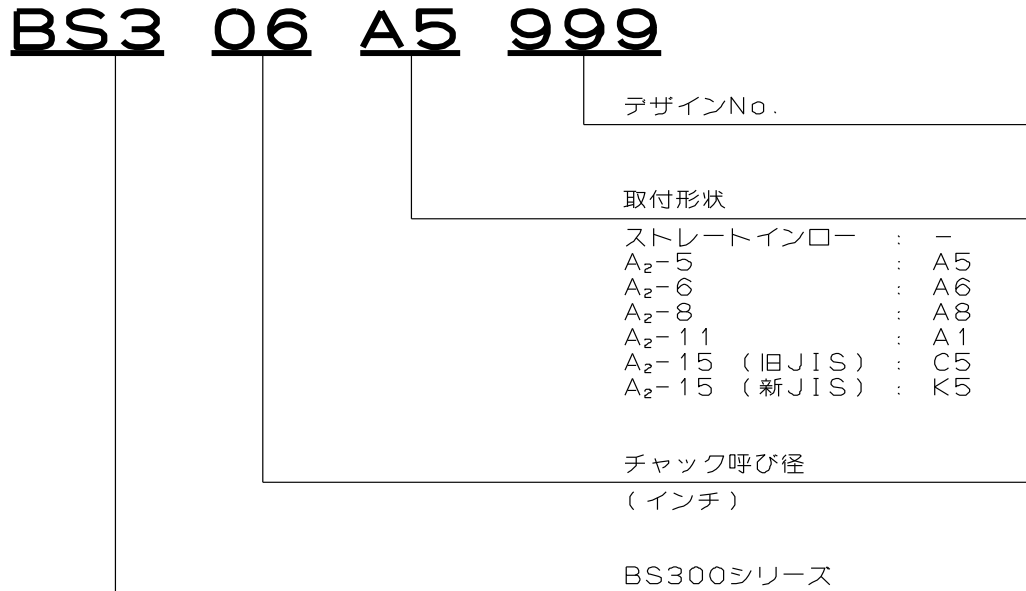 BS3 06 A5 999
デザインNo.
取付形状
ストレートインロー : −
A₂−5 : A5
A₂−6 : A6
A₂−8 : A8
A₂−11 : A1
A₂−15 (旧JIS) : C5
A₂−15 (新JIS) : K5
チャック呼び径
(インチ)
BS300シリーズ